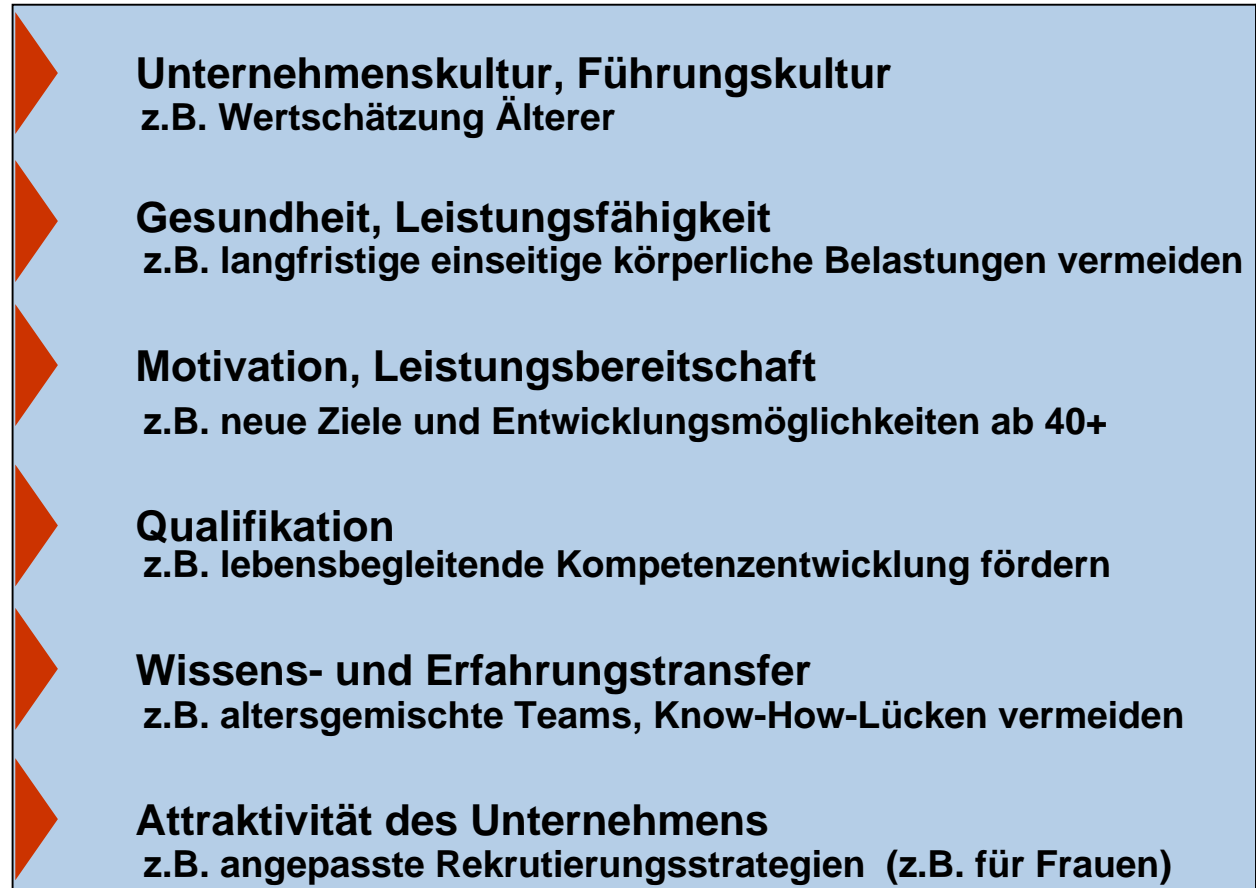 Unternehmenskultur, Führungskultur
z.B. Wertschätzung Älterer
Gesundheit, Leistungsfähigkeit
z.B. langfristige einseitige körperliche Belastungen vermeiden
Motivation, Leistungsbereitschaft
z.B. neue Ziele und Entwicklungsmöglichkeiten ab 40+
Qualifikation
z.B. lebensbegleitende Kompetenzentwicklung fördern
Wissens- und Erfahrungstransfer
z.B. altersgemischte Teams, Know-How-Lücken vermeiden
Attraktivität des Unternehmens
z.B. angepasste Rekrutierungsstrategien (z.B. für Frauen)